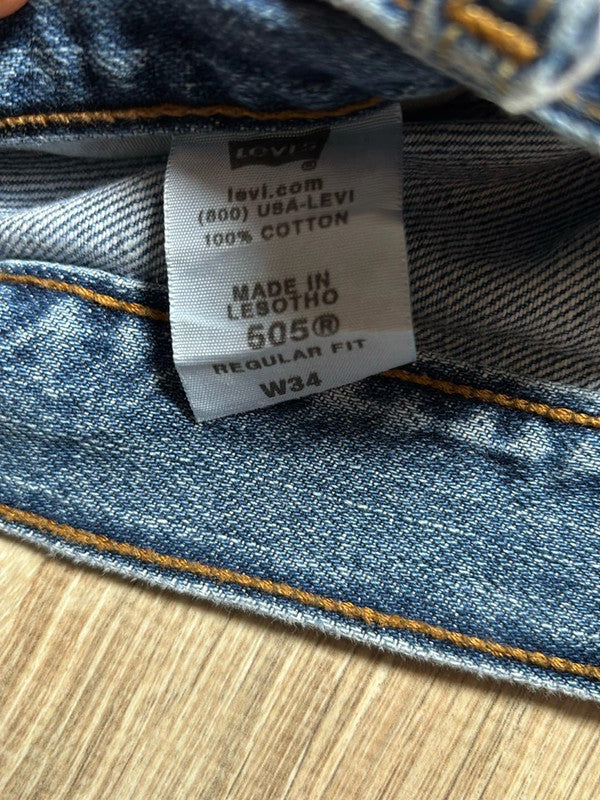 LEVI'S
®
levi.com
(800) USA-LEVI
100% COTTON
MADE IN
LESOTHO
505®
REGULAR FIT
W34